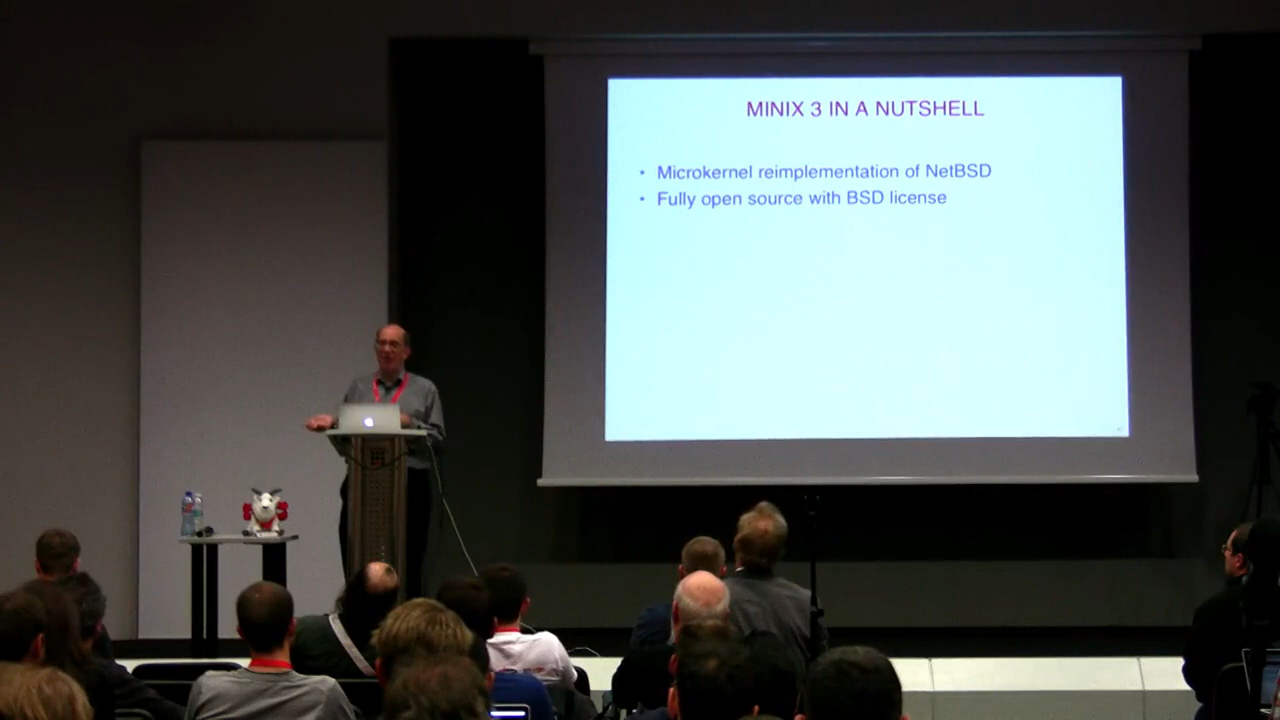 MINIX 3 IN A NUTSHELL
• Microkernel reimplementation of NetBSD
• Fully open source with BSD license